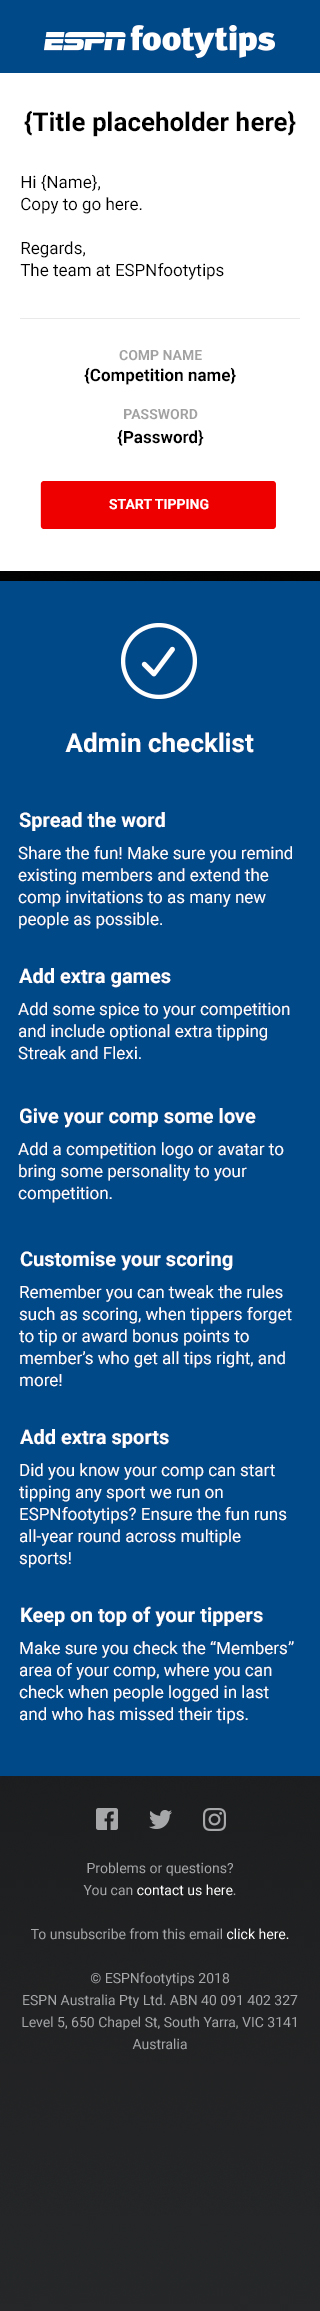 ESPN footytips
{Title placeholder here}
Hi {Name},
Copy to go here.
Regards,
The team at ESPNfootytips
COMP NAME
{Competition name}
PASSWORD
{Password}
START TIPPING
Admin checklist
Spread the word
Share the fun! Make sure you remind
existing members and extend the
comp invitations to as many new
people as possible.
Add extra games
Add some spice to your competition
and include optional extra tipping
Streak and Flexi.
Give your comp some love
Add a competition logo or avatar to
bring some personality to your
competition.
Customise your scoring
Remember you can tweak the rules
such as scoring, when tippers forget
to tip or award bonus points to
member’s who get all tips right, and
more!
Add extra sports
Did you know your comp can start
tipping any sport we run on
ESPNfootytips? Ensure the fun runs
all-year round across multiple
sports!
Keep on top of your tippers
Make sure you check the “Members”
area of your comp, where you can
check when people logged in last
and who has missed their tips.
Problems or questions?
You can contact us here.
To unsubscribe from this email click here.
© ESPNfootytips 2018
ESPN Australia Pty Ltd. ABN 40 091 402 327
Level 5, 650 Chapel St, South Yarra, VIC 3141
Australia